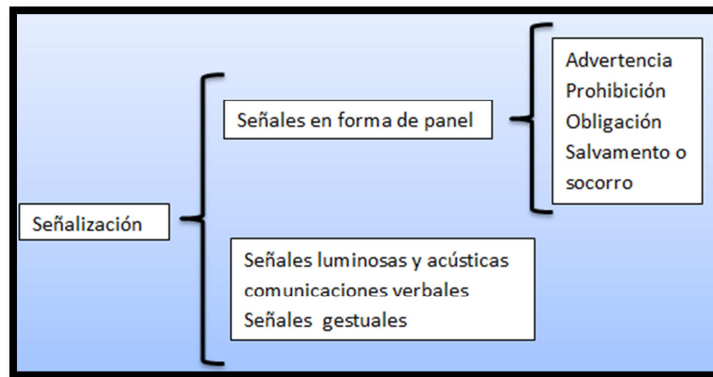 Señalización
Señales en forma de panel
Advertencia
Prohibición
Obligación
Salvamento o
socorro
Señales luminosas y acústicas
comunicaciones verbales
Señales gestuales